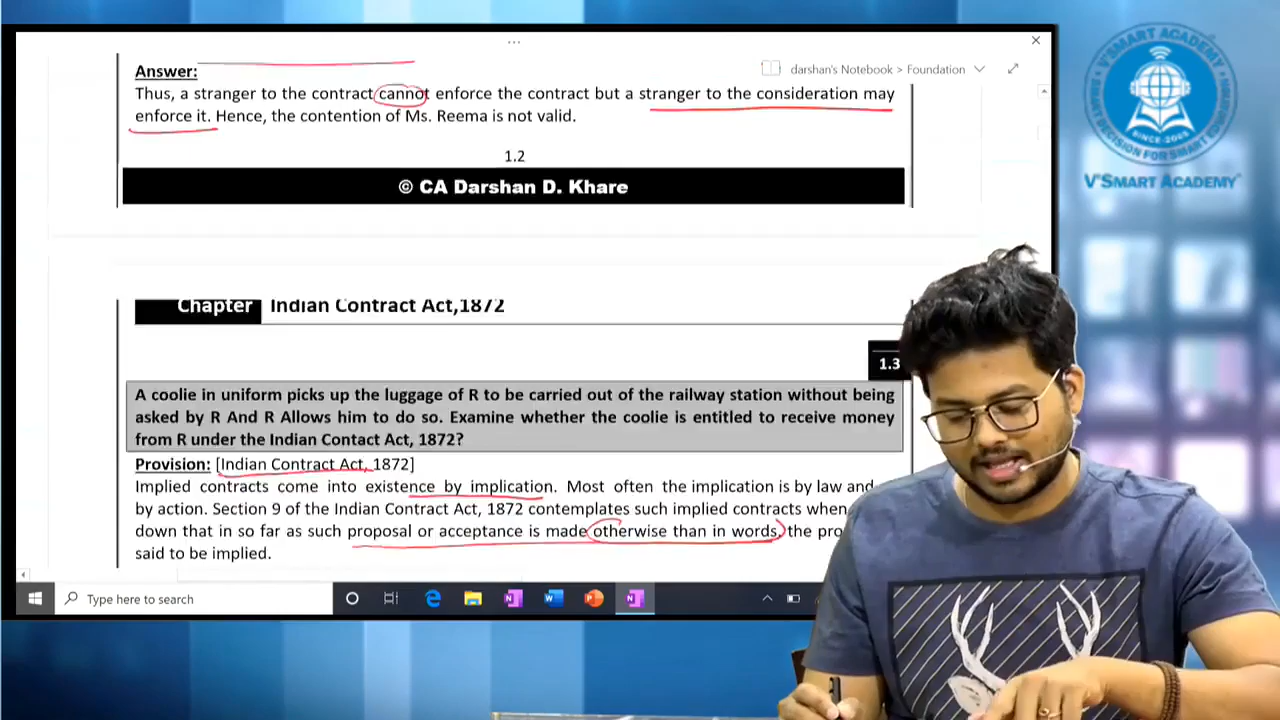 ...
darshan's Notebook > Foundation
Answer:
Thus, a stranger to the contract cannot enforce the contract but a stranger to the consideration may
enforce it. Hence, the contention of Ms. Reema is not valid.
1.2
© CA Darshan D. Khare
Chapter Indian Contract Act,1872
1.3
A coolie in uniform picks up the luggage of R to be carried out of the railway station without being
asked by R And R Allows him to do so. Examine whether the coolie is entitled to receive money
from R under the Indian Contact Act, 1872?
Provision: [Indian Contract Act, 1872]
Implied contracts come into existence by implication. Most often the implication is by law and
by action. Section 9 of the Indian Contract Act, 1872 contemplates such implied contracts when
down that in so far as such proposal or acceptance is made otherwise than in words, the
said to be implied.
Type here to search
V'SMART ACADEMY
SINCE-2005
V'SMART ACADEMY